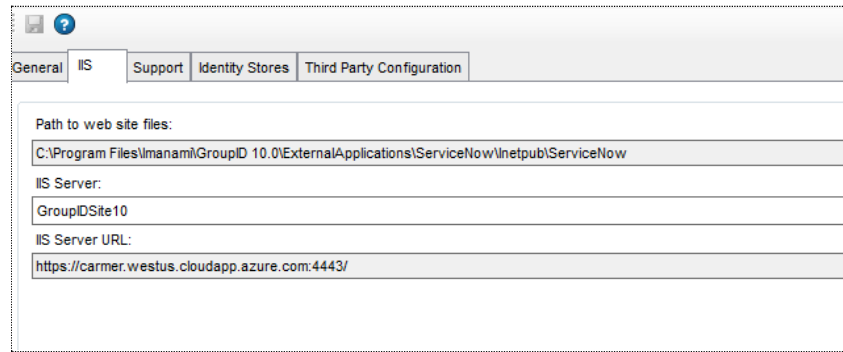 General IIS Support Identity Stores Third Party Configuration
Path to web site files:
C:\Program Files\Imanami\GroupID 10.0\ExternalApplications\ServiceNow\Inetpub\ServiceNow
IIS Server:
GroupIDSite10
IIS Server URL:
https://carmer.westus.cloudapp.azure.com:4443/